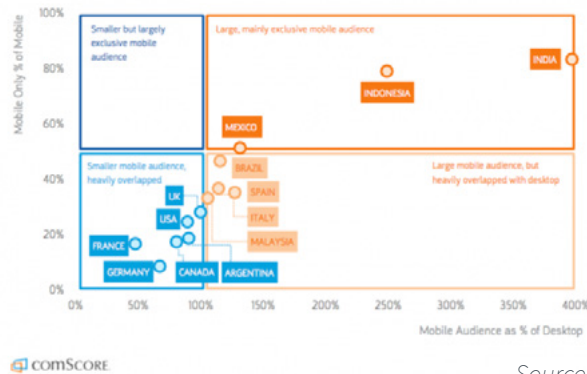 Mobile Only % of Mobile
100%
80%
60%
40%
20%
0%
Smaller but largely
exclusive mobile
audience
Large, mainly exclusive mobile audience
INDIA
INDONESIA
MEXICO
Smaller mobile audience,
heavily overlapped
Large mobile audience, but
heavily overlapped with desktop
BRAZIL
UK
SPAIN
USA
ITALY
FRANCE
MALAYSIA
GERMANY
CANADA
ARGENTINA
0%
50%
100%
150%
200%
250%
300%
350%
400%
Mobile Audience as % of Desktop
comSCORE
Source